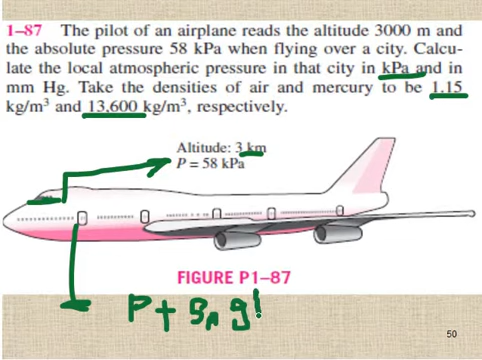 1–87 The pilot of an airplane reads the altitude 3000 m and
the absolute pressure 58 kPa when flying over a city. Calcu-
late the local atmospheric pressure in that city in kPa and in
mm Hg. Take the densities of air and mercury to be 1.15
kg/m³ and 13,600 kg/m³, respectively.
Altitude: 3 km
P = 58 kPa
FIGURE P1–87
P +
50